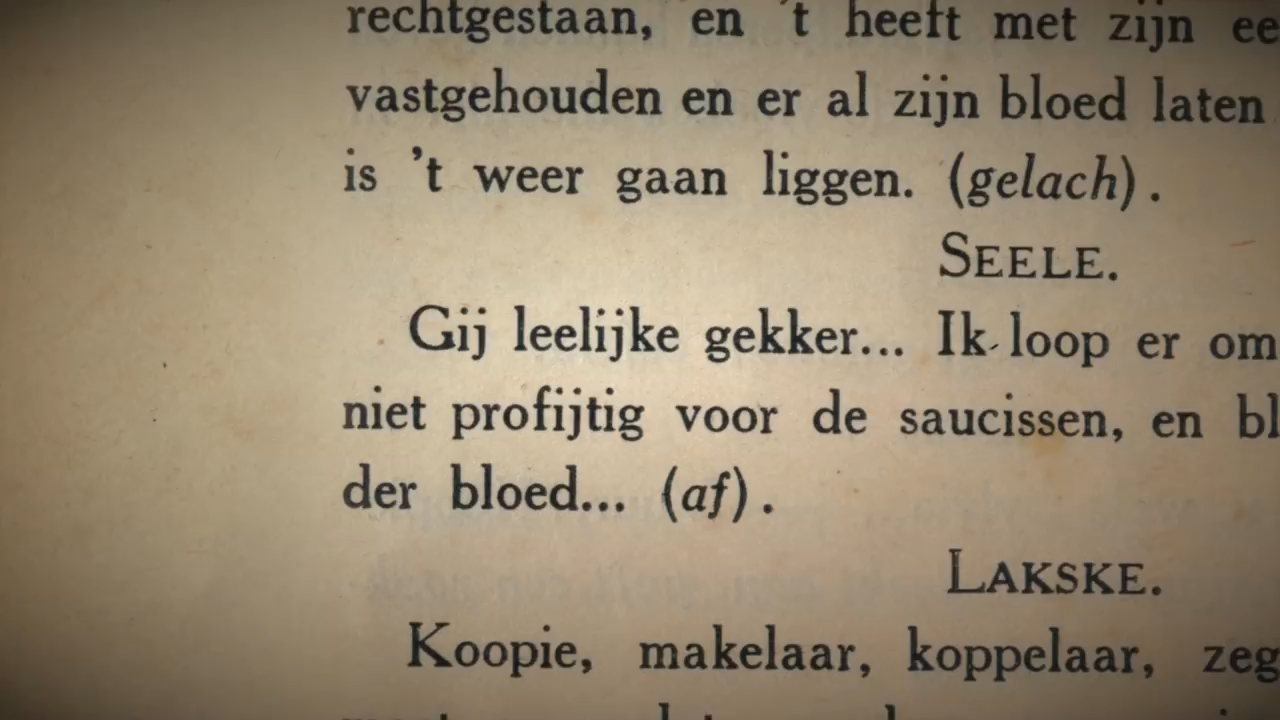 rechtgestaan, en 't heeft met zijn
vastgehouden en er al zijn bloed laten
is 't weer gaan liggen. (gelach).
SEELE.
Gij leelijke gekker... Ik loop er om
niet profijtig voor de saucissen, en
der bloed... (af).
LAKSKE.
Koopie, makelaar, koppelaar,